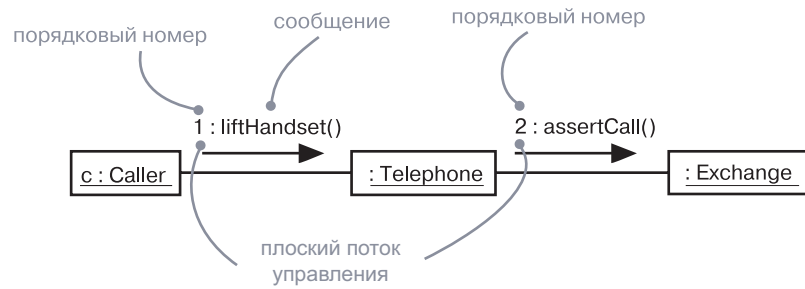 порядковый номер
сообщение
порядковый номер
1 : liftHandset()
2 : assertCall()
c : Caller
: Telephone
: Exchange
плоский поток
управления